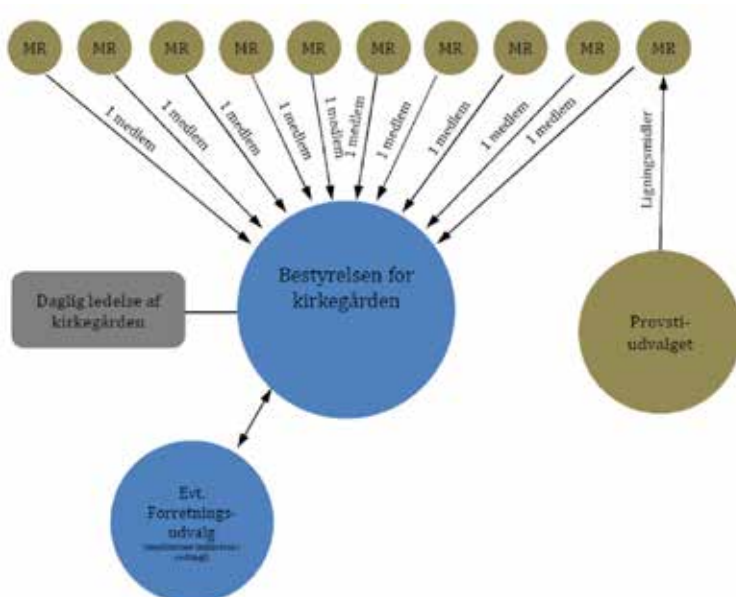 MR MR MR MR MR MR MR MR MR MR
1 medlem
1 medlem
1 medlem
1 medlem
1 medlem
1 medlem
1 medlem
1 medlem
1 medlem
1 medlem
Ligningsmidler
Bestyrelsen for
kirkegården
Daglig ledelse af
kirkegården
Provsti-
udvalget
Evt.
Forretnings-
udvalg